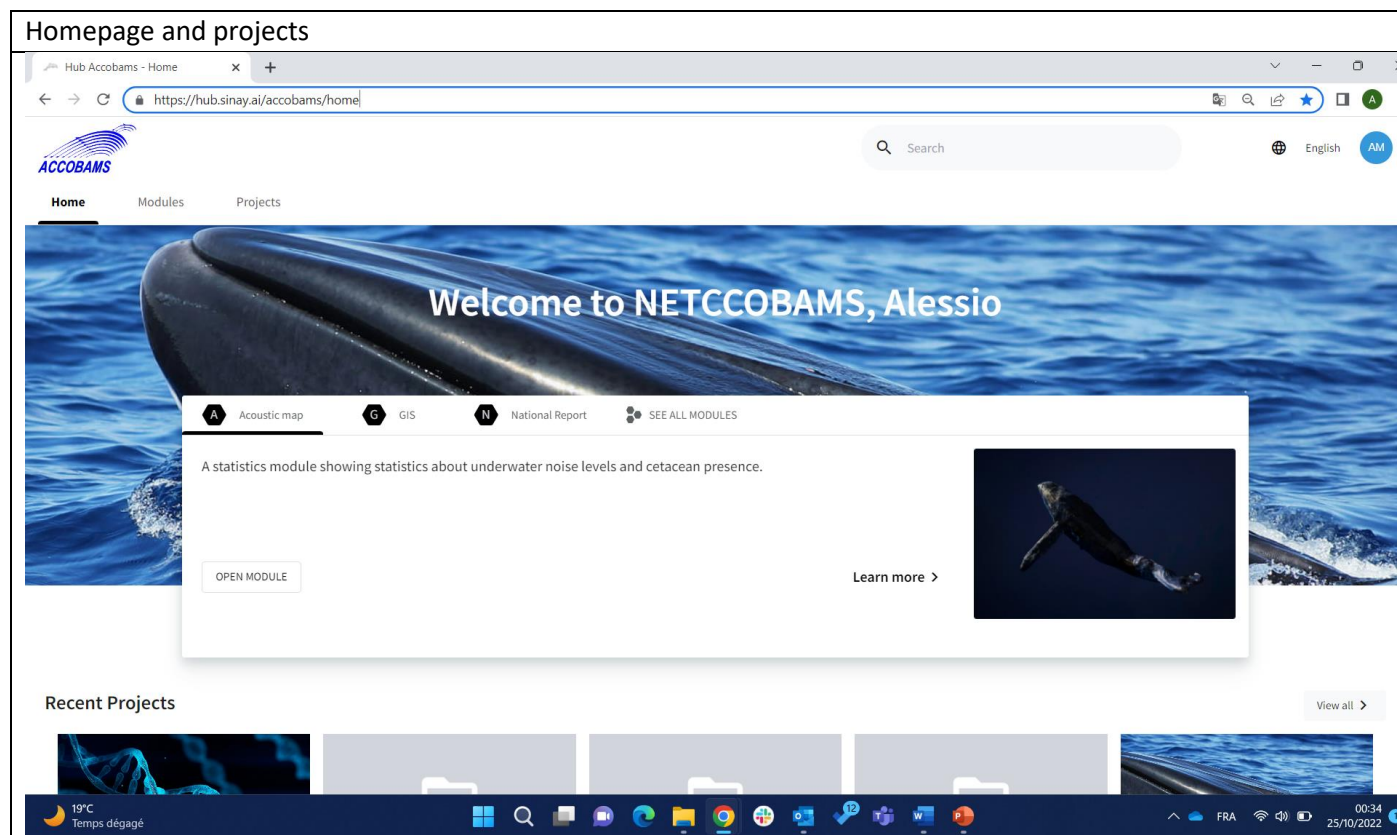 Homepage and projects
Hub Accobams - Home
https://hub.sinay.ai/accobams/home
A
ACCOBAMS
Search
English
AM
Home Modules Projects
Welcome to NETCCOBAMS, Alessio
A Acoustic map G GIS N National Report SEE ALL MODULES
A statistics module showing statistics about underwater noise levels and cetacean presence.
OPEN MODULE
Learn more >
Recent Projects
View all >
19°C
Temps dégagé
12
FRA
00:34
25/10/2022